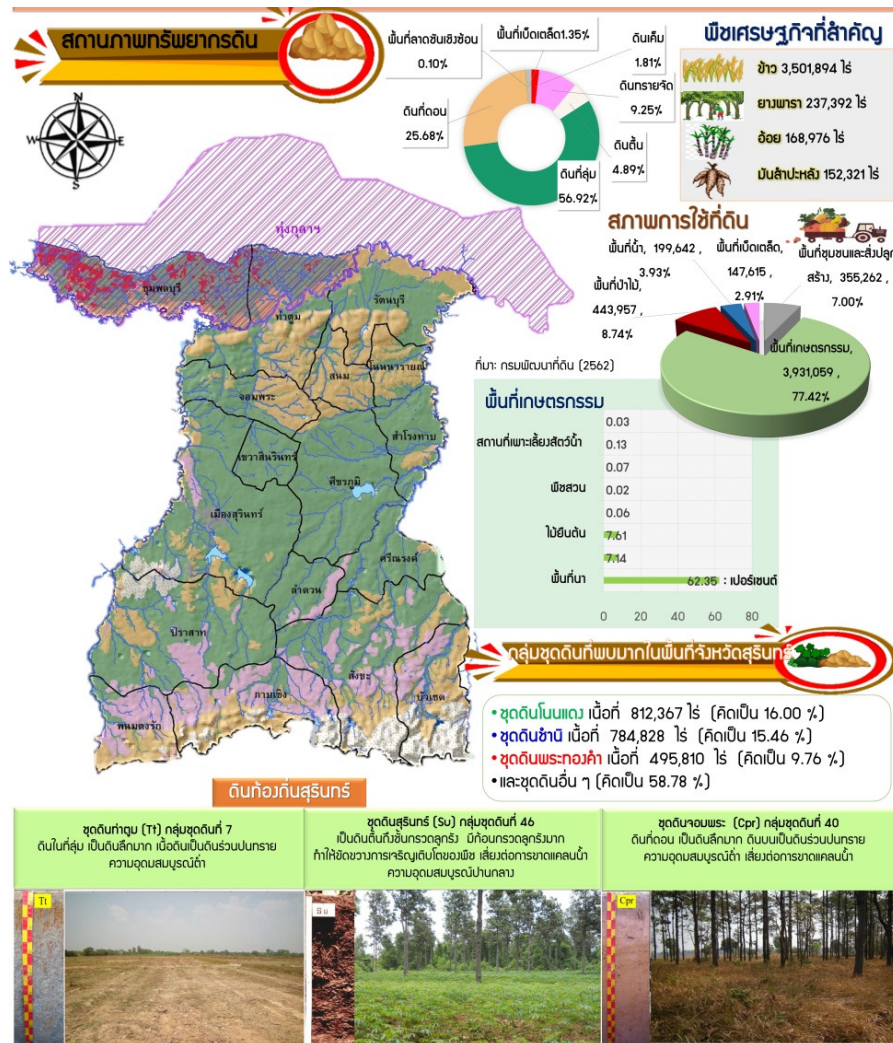 สถานภาพทรัพยากรดิน
พื้นที่ลาดชันเชิงซ้อน
0.10%
พื้นที่เบ็ดเตล็ด1.35%
ดินเค็ม
1.81%
ดินทรายจัด
9.25%
ดินตื้น
4.89%
ดินที่ลุ่ม
56.92%
ดินที่ดอน
25.68%
พืชเศรษฐกิจที่สำคัญ
ข้าว 3,501,894 ไร่
ยางพารา 237,392 ไร่
อ้อย 168,976 ไร่
มันสำปะหลัง 152,321 ไร่
N
W
E
S
ทุ่งกุลาฯ
ชุมพลบุรี
ท่าตูม
รัตนบุรี
สนม
โนนนารายณ์
จอมพระ
สำโรงทาบ
เขวาสินรินทร์
ศีขรภูมิ
เมืองสุรินทร์
ศรีณรงค์
ลำดวน
ปราสาท
สังขะ
กาบเชิง
บัวเชด
พนมดงรัก
สภาพการใช้ที่ดิน
พื้นที่น้ำ, 199,642 ,
3.93%
พื้นที่เบ็ดเตล็ด,
147,615 ,
2.91%
พื้นที่ชุมชนและสิ่งปลูก
สร้าง, 355,262 ,
7.00%
พื้นที่ป่าไม้,
443,957 ,
8.74%
พื้นที่เกษตรกรรม,
3,931,059 ,
77.42%
ที่มา: กรมพัฒนาที่ดิน (2562)
พื้นที่เกษตรกรรม
0.03
สถานที่เพาะเลี้ยงสัตว์น้ำ 0.13
0.07
พืชสวน 0.02
0.06
ไม้ยืนต้น 7.61
7.14
พื้นที่นา 62.35 : เปอร์เซนต์
0 20 40 60 80
กลุ่มชุดดินที่พบมากในพื้นที่จังหวัดสุรินทร์
• ชุดดินโนนแดง เนื้อที่ 812,367 ไร่ (คิดเป็น 16.00 %)
• ชุดดินชำนิ เนื้อที่ 784,828 ไร่ (คิดเป็น 15.46 %)
• ชุดดินพระทองคำ เนื้อที่ 495,810 ไร่ (คิดเป็น 9.76 %)
• และชุดดินอื่น ๆ (คิดเป็น 58.78 %)
ดินท้องถิ่นสุรินทร์
ชุดดินท่าตูม (Tt) กลุ่มชุดดินที่ 7
ดินในที่ลุ่ม เป็นดินลึกมาก เนื้อดินเป็นดินร่วนปนทราย
ความอุดมสมบูรณ์ต่ำ
ชุดดินสุรินทร์ (Su) กลุ่มชุดดินที่ 46
เป็นดินตื้นถึงชั้นกรวดลูกรัง มีก้อนกรวดลูกรังมาก
ทำให้ขัดขวางการเจริญเติบโตของพืช เสี่ยงต่อการขาดแคลนน้ำ
ความอุดมสมบูรณ์ปานกลาง
ชุดดินจอมพระ (Cpr) กลุ่มชุดดินที่ 40
ดินที่ดอน เป็นดินลึกมาก ดินบนเป็นดินร่วนปนทราย
ความอุดมสมบูรณ์ต่ำ เสี่ยงต่อการขาดแคลนน้ำ
Tt
Su
Cpr